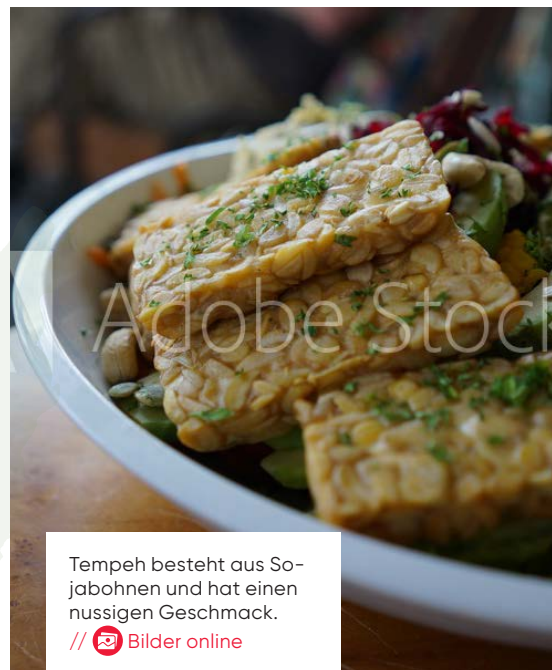 Adobe Stock
Tempeh besteht aus So-
jabohnen und hat einen
nussigen Geschmack.
// Bilder online